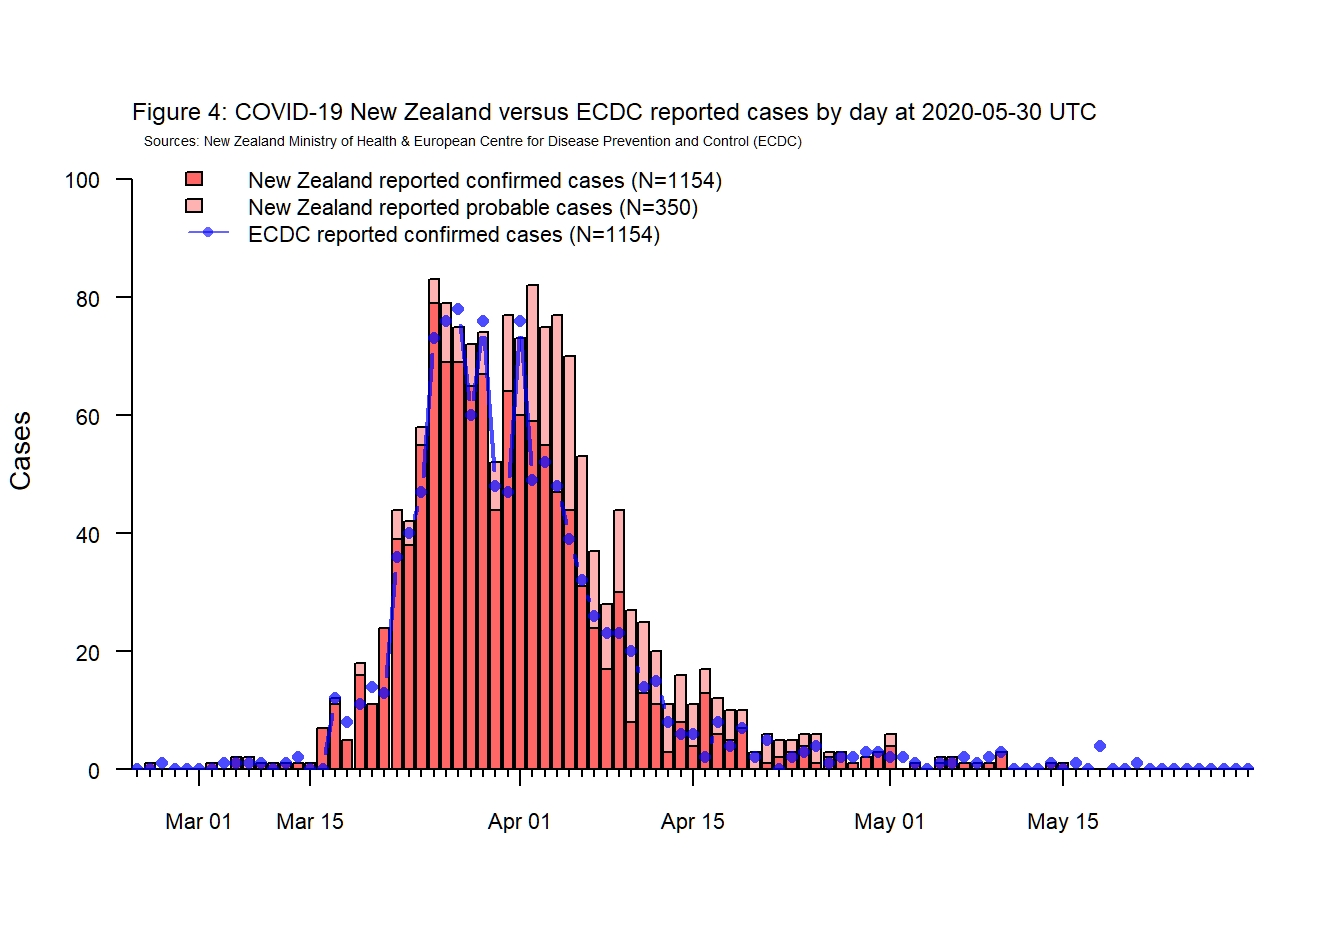 Figure 4: COVID-19 New Zealand versus ECDC reported cases by day at 2020-05-30 UTC
Sources: New Zealand Ministry of Health & European Centre for Disease Prevention and Control (ECDC)
New Zealand reported confirmed cases (N=1154)
New Zealand reported probable cases (N=350)
ECDC reported confirmed cases (N=1154)
Cases
100
80
60
40
20
0
Mar 01
Mar 15
Apr 01
Apr 15
May 01
May 15